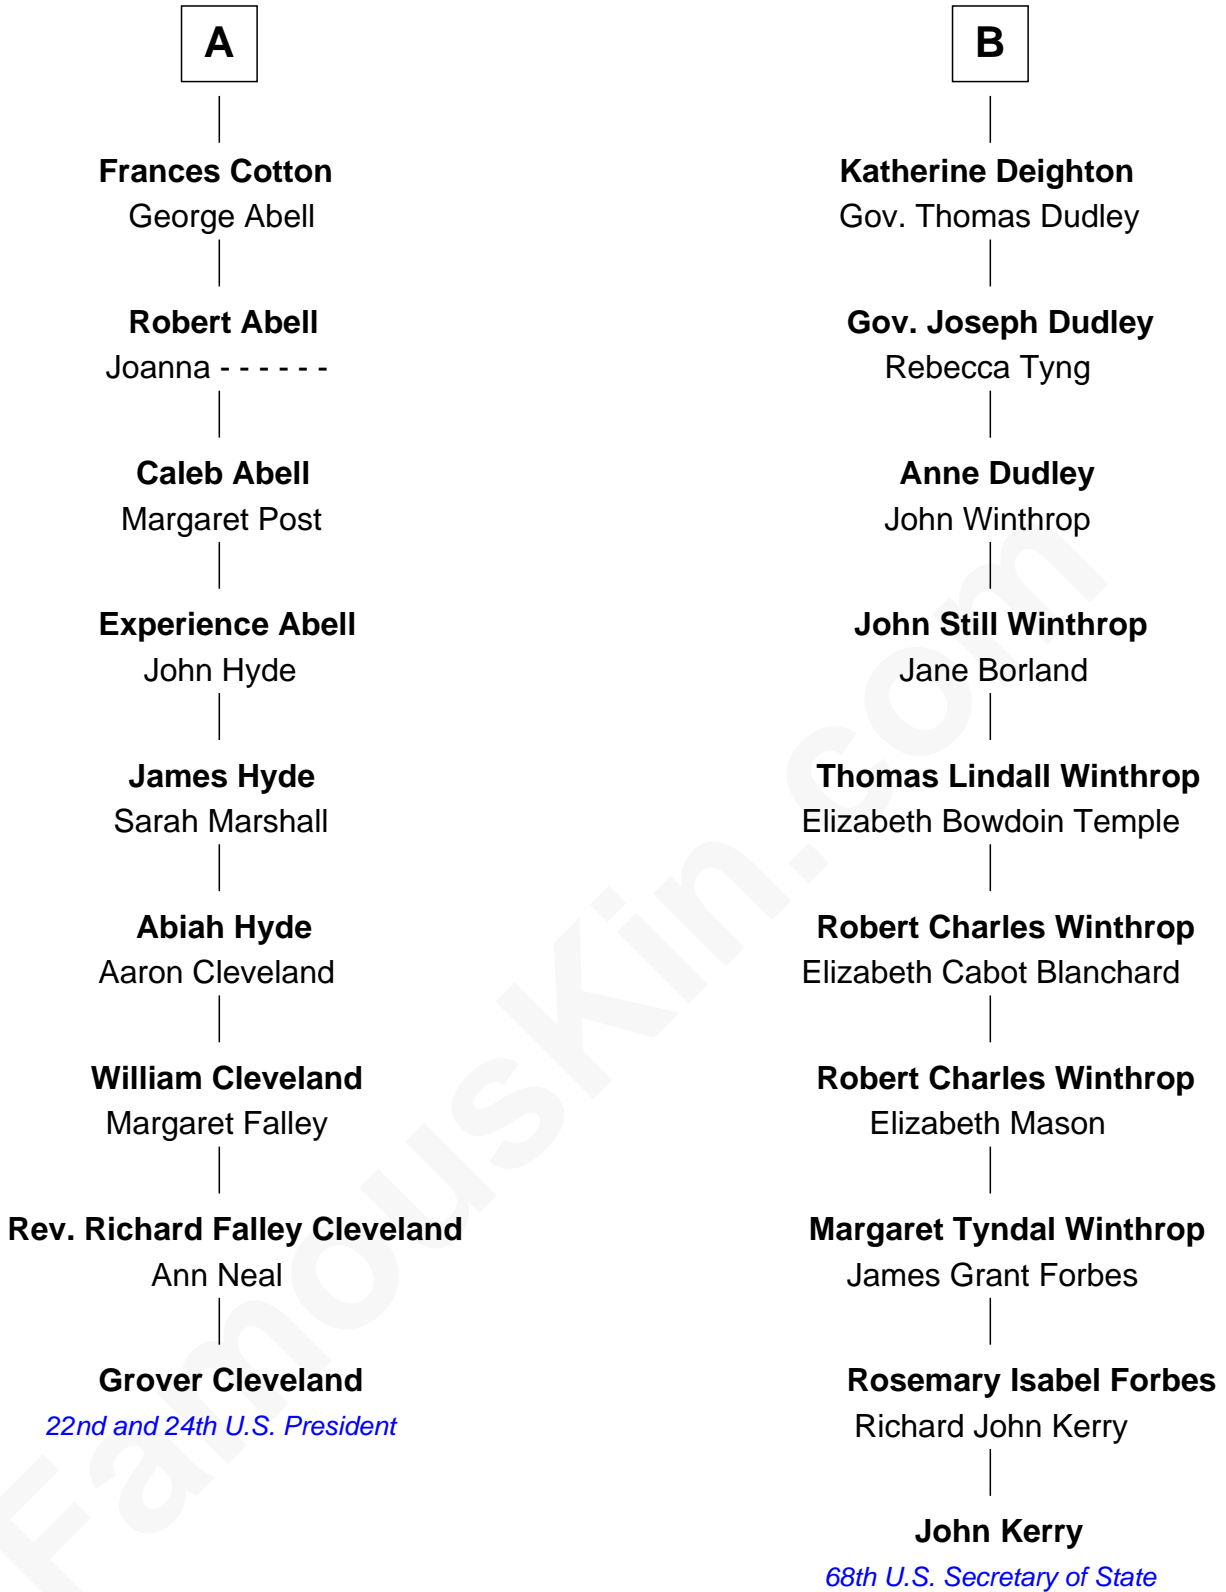 A
Frances Cotton
George Abell
Robert Abell
Joanna - - - - - -
Caleb Abell
Margaret Post
Experience Abell
John Hyde
James Hyde
Sarah Marshall
Abiah Hyde
Aaron Cleveland
William Cleveland
Margaret Falley
Rev. Richard Falley Cleveland
Ann Neal
Grover Cleveland
22nd and 24th U.S. President
B
Katherine Deighton
Gov. Thomas Dudley
Gov. Joseph Dudley
Rebecca Tyng
Anne Dudley
John Winthrop
John Still Winthrop
Jane Borland
Thomas Lindall Winthrop
Elizabeth Bowdoin Temple
Robert Charles Winthrop
Elizabeth Cabot Blanchard
Robert Charles Winthrop
Elizabeth Mason
Margaret Tyndal Winthrop
James Grant Forbes
Rosemary Isabel Forbes
Richard John Kerry
John Kerry
68th U.S. Secretary of State
FamousKin.com